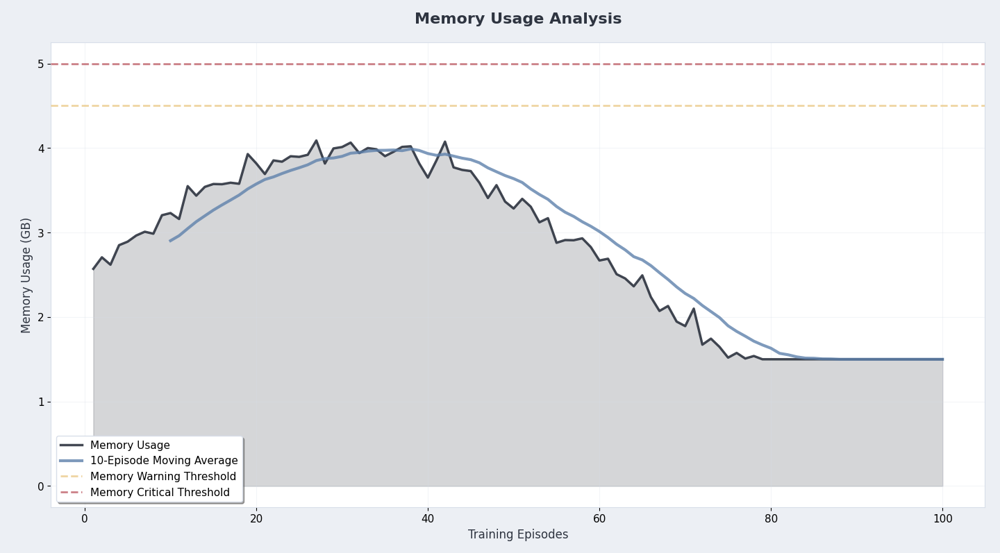 Memory Usage Analysis
Memory Usage (GB)
5
4
3
2
1
0
Memory Usage
10-Episode Moving Average
Memory Warning Threshold
Memory Critical Threshold
0 20 40 60 80 100
Training Episodes